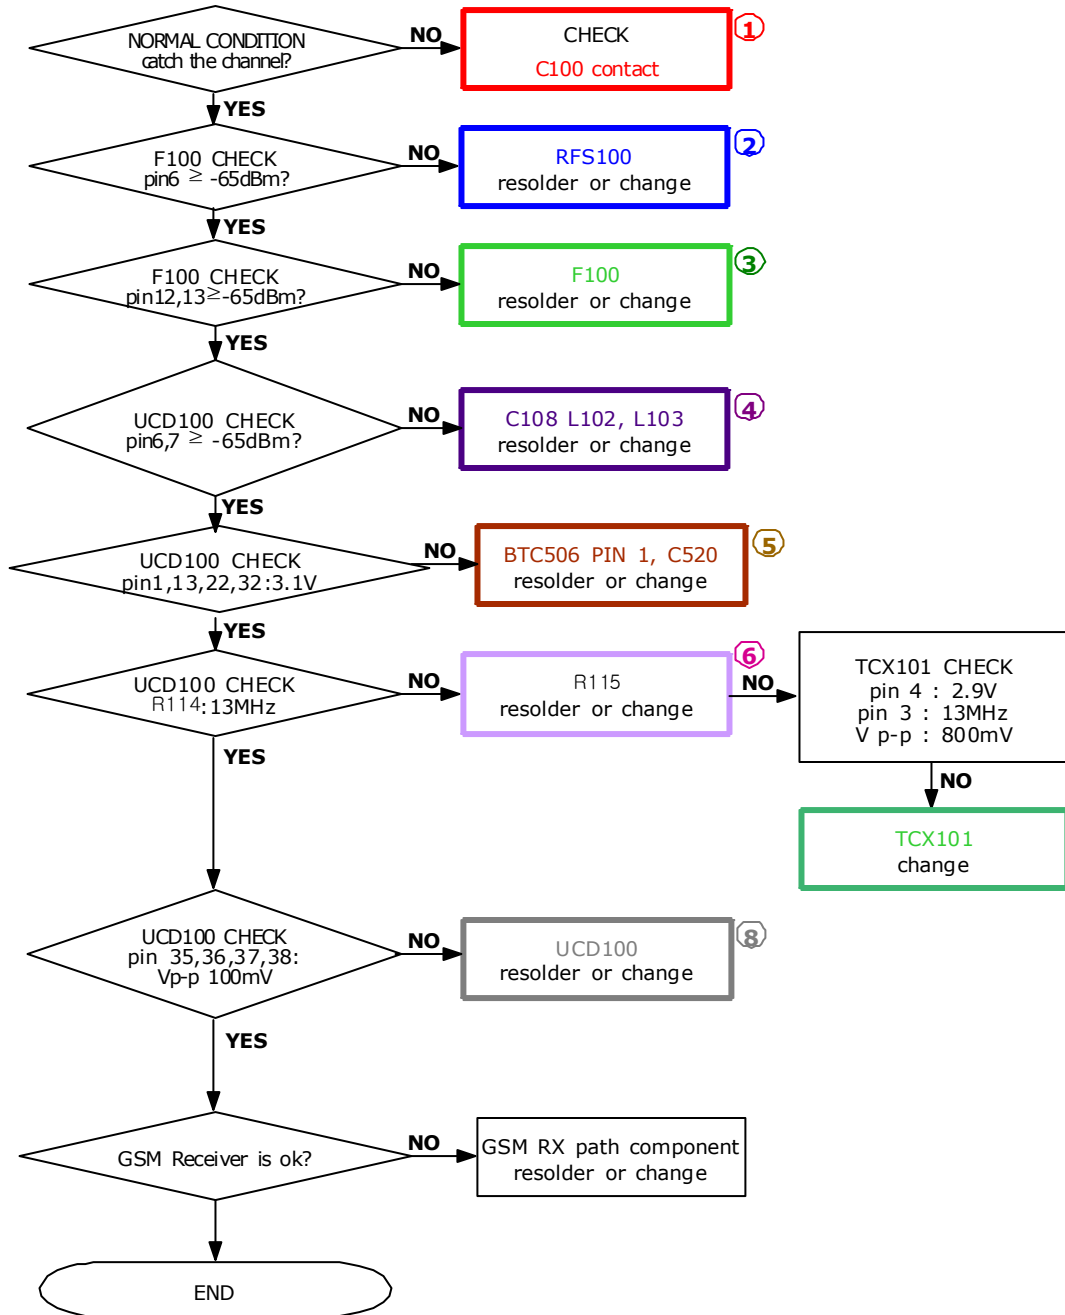 NORMAL CONDITION
catch the channel?
NO
CHECK
C100 contact
1
YES
F100 CHECK
pin6 ≥ -65dBm?
NO
RFS100
resolder or change
2
YES
F100 CHECK
pin12,13≥-65dBm?
NO
F100
resolder or change
3
YES
UCD100 CHECK
pin6,7 ≥ -65dBm?
NO
C108 L102, L103
resolder or change
4
YES
UCD100 CHECK
pin1,13,22,32:3.1V
NO
BTC506 PIN 1, C520
resolder or change
5
YES
UCD100 CHECK
R114:13MHz
NO
R115
resolder or change
6
NO
TCX101 CHECK
pin 4 : 2.9V
pin 3 : 13MHz
V p-p : 800mV
NO
TCX101
change
YES
UCD100 CHECK
pin 35,36,37,38:
Vp-p 100mV
NO
UCD100
resolder or change
8
YES
GSM Receiver is ok?
NO
GSM RX path component
resolder or change
END